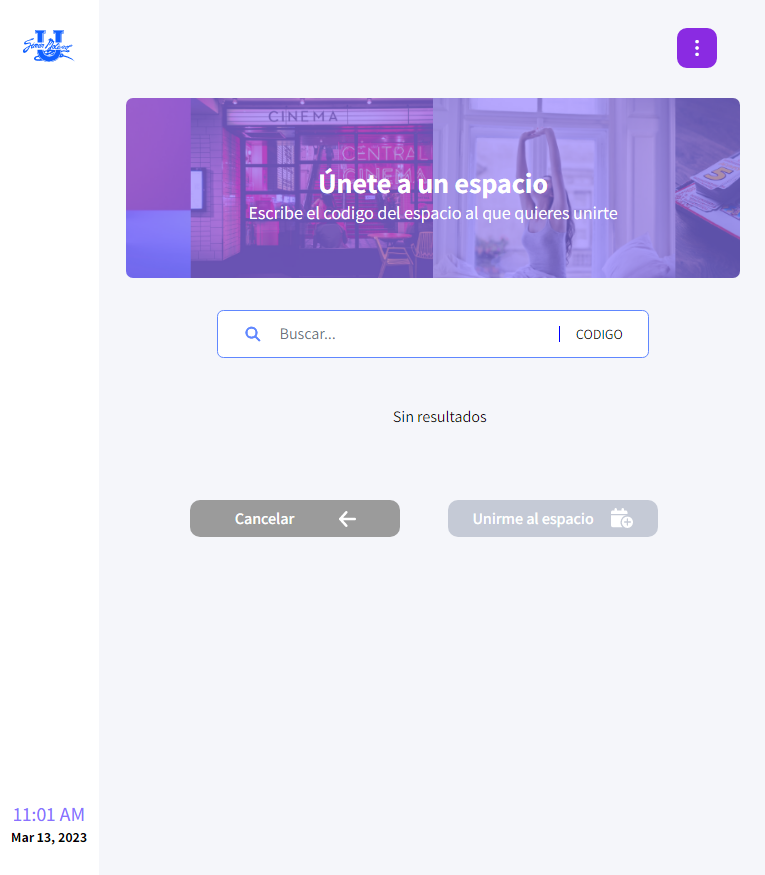 CINEMA
CENTRAL
CINEMA
Únete a un espacio
Escribe el codigo del espacio al que quieres unirte
Buscar...
CODIGO
Sin resultados
Cancelar
Unirme al espacio
11:01 AM
Mar 13, 2023